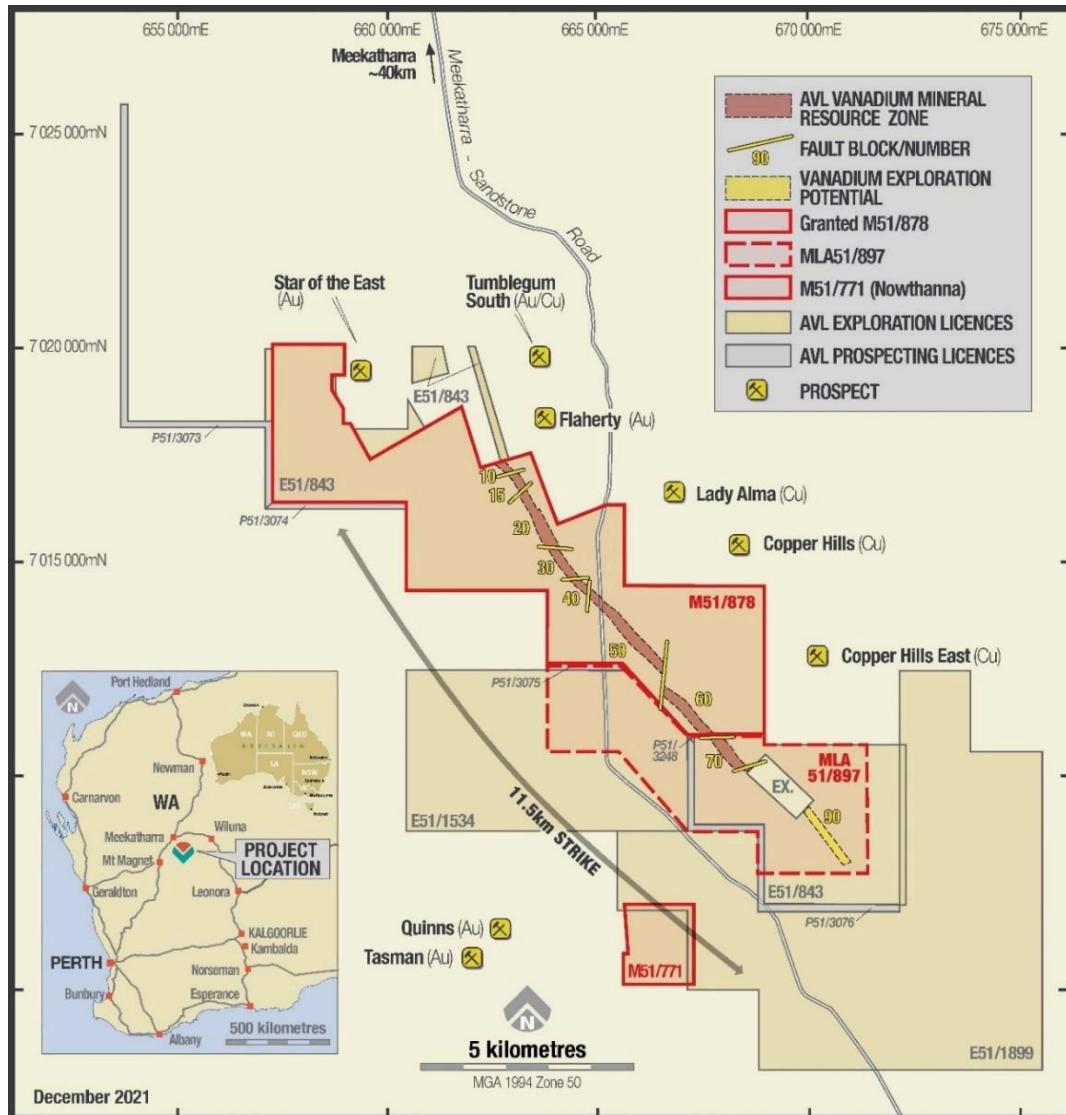 655 000mE
660 000mE
665 000mE
670 000mE
675 000mE
Meekatharra
~40km
Meekatharra - Sandstone Road
7 025 000mN
7 020 000mN
7 015 000mN
AVL VANADIUM MINERAL
RESOURCE ZONE
90
FAULT BLOCK/NUMBER
VANADIUM EXPLORATION
POTENTIAL
Granted M51/878
MLA51/897
M51/771 (Nowthanna)
AVL EXPLORATION LICENCES
AVL PROSPECTING LICENCES
PROSPECT
Star of the East
(Au)
Tumblegum
South (Au/Cu)
E51/843
Flaherty (Au)
P51/3073
E51/843
P51/3074
10
15
20
30
40
Lady Alma (Cu)
Copper Hills (Cu)
M51/878
53
P51/3075
60
Copper Hills East (Cu)
P51/
3248
70
MLA
51/897
EX.
90
E51/1534
11.5km STRIKE
E51/843
P51/3076
Quinns (Au)
Tasman (Au)
M51/771
E51/1899
N
Port Hedland
Newman
WA
Carnarvon
Meekatharra
Wiluna
Mt Magnet
PROJECT
LOCATION
Geraldton
Leonora
KALGOORLIE
Kambalda
PERTH
Norseman
Bunbury
Esperance
Albany
500 kilometres
WA
NT
QLD
AUSTRALIA
SA
NSW
N
5 kilometres
MGA 1994 Zone 50
December 2021